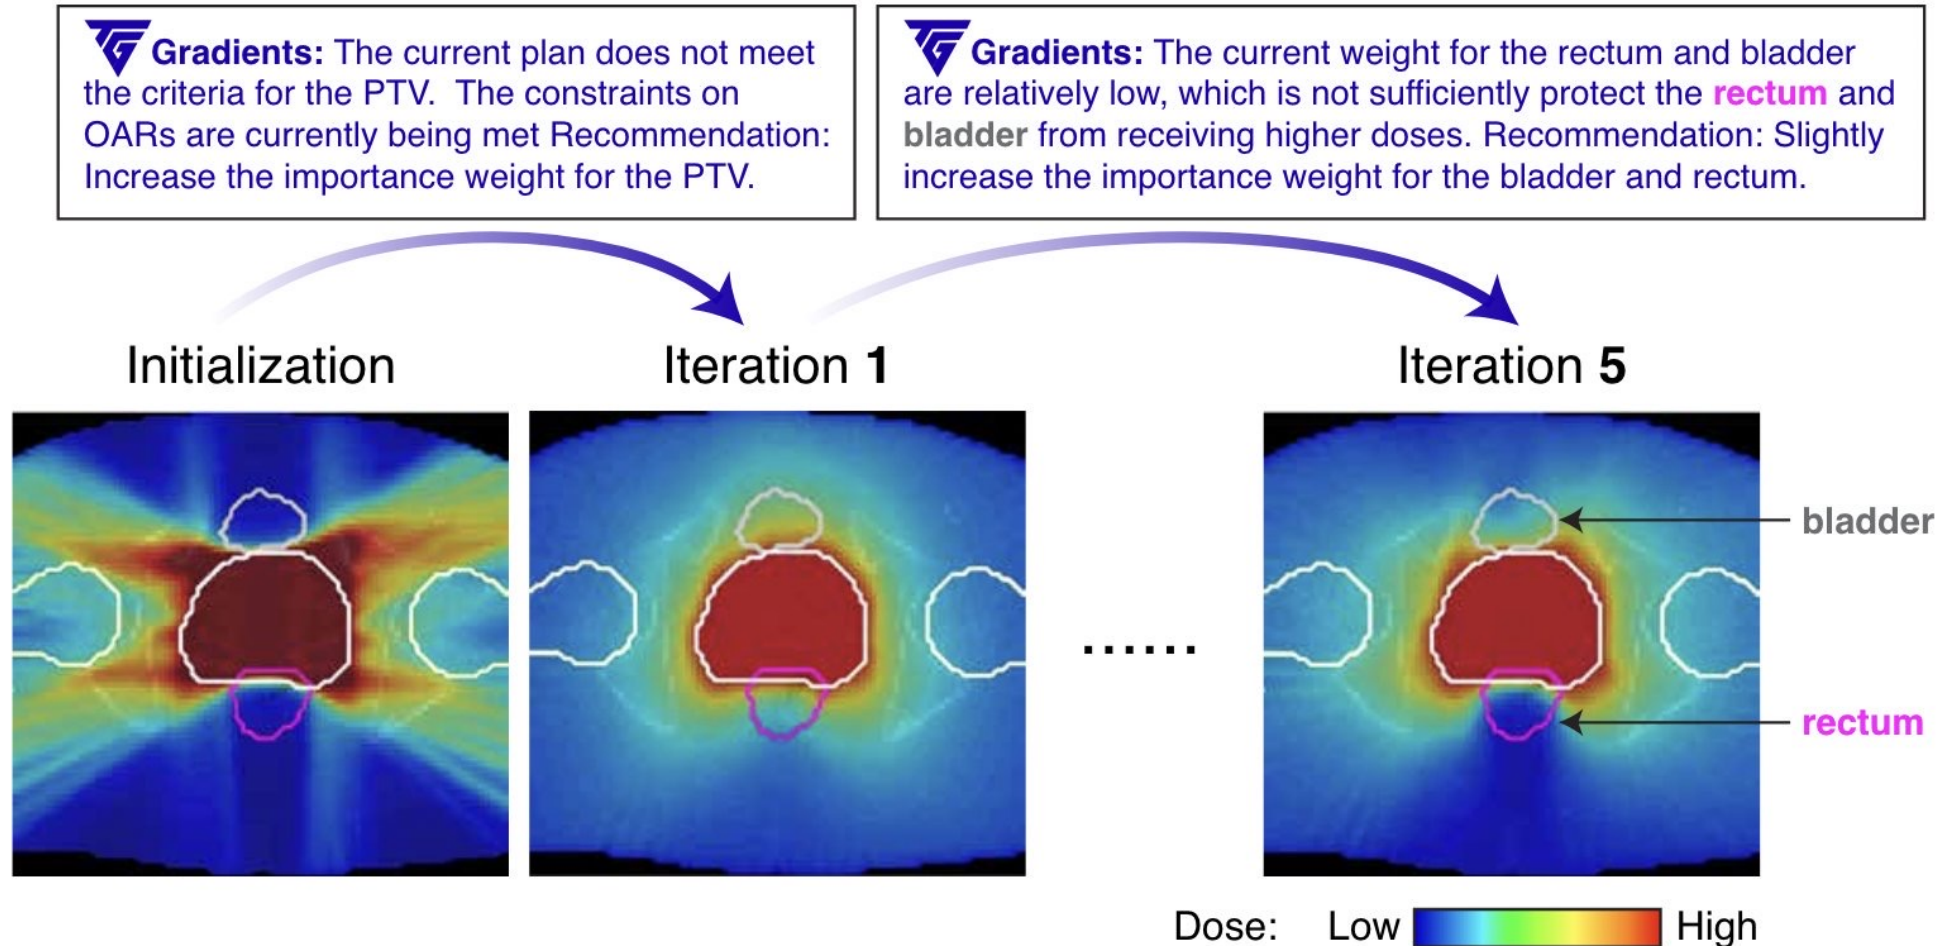 Gradients: The current plan does not meet
the criteria for the PTV.  The constraints on
OARs are currently being met Recommendation:
Increase the importance weight for the PTV.
Gradients: The current weight for the rectum and bladder
are relatively low, which is not sufficiently protect the rectum and
bladder from receiving higher doses. Recommendation: Slightly
increase the importance weight for the bladder and rectum.
Initialization
Iteration 1
Iteration 5
......
bladder
rectum
Dose: Low High